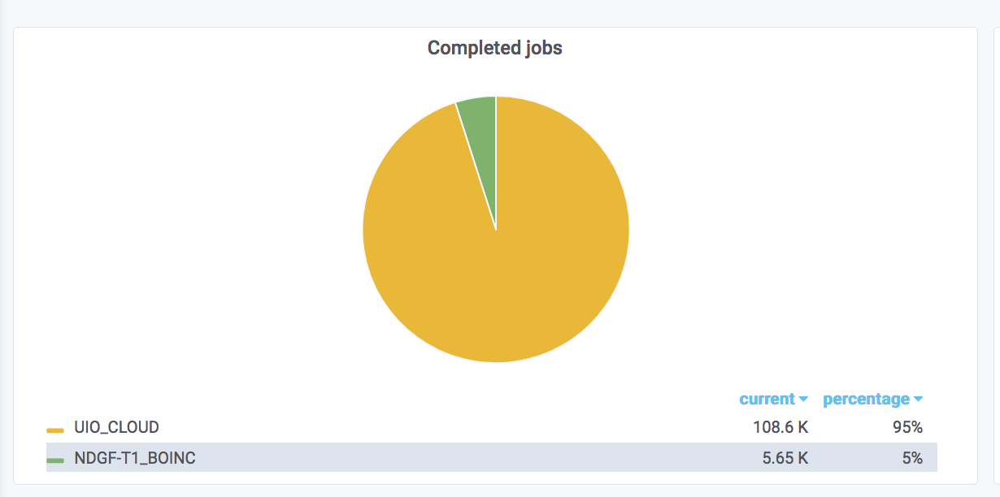 Completed jobs
current percentage
UIO_CLOUD 108.6 K 95%
NDGF-T1_BOINC 5.65 K 5%